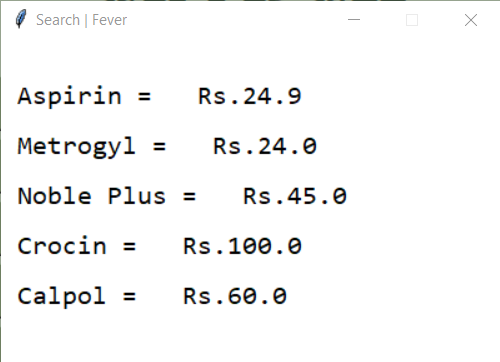 Search | Fever
Aspirin =   Rs.24.9
Metrogyl =   Rs.24.0
Noble Plus =   Rs.45.0
Crocin =   Rs.100.0
Calpol =   Rs.60.0